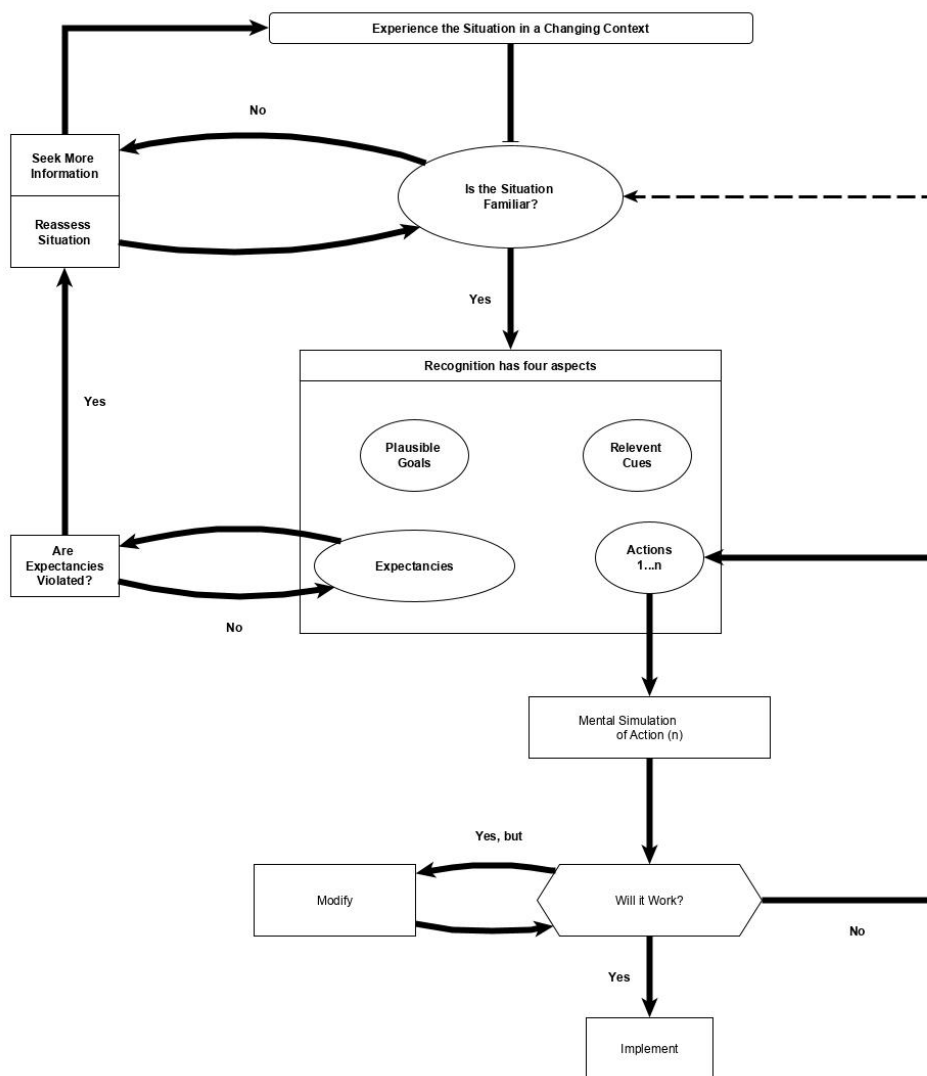 Experience the Situation in a Changing Context
No
Seek More
Information
Is the Situation
Familiar?
Reassess
Situation
Yes
Recognition has four aspects
Yes
Plausible
Goals
Relevent
Cues
Are
Expectancies
Violated?
Expectancies
Actions
1...n
No
Mental Simulation
of Action (n)
Yes, but
Modify
Will it Work?
No
Yes
Implement